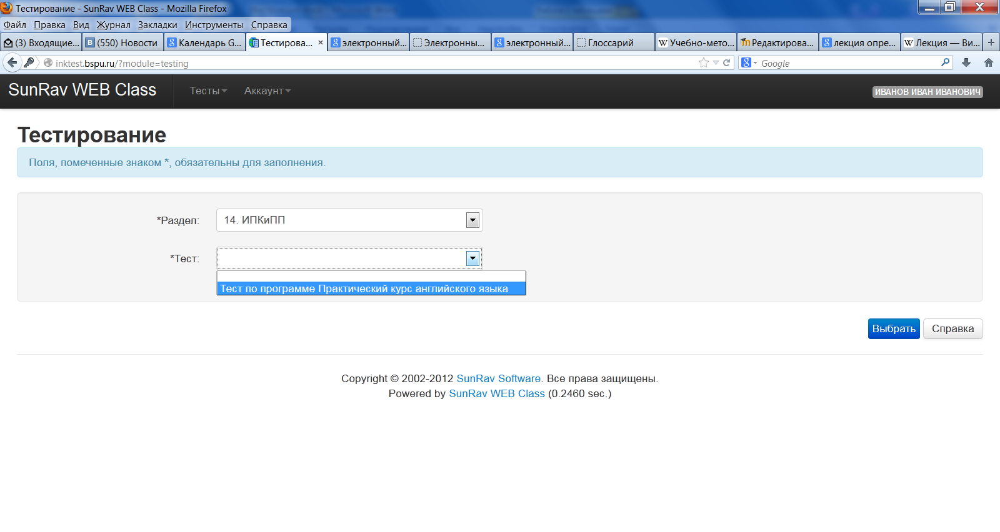 Тестирование - SunRav WEB Class - Mozilla Firefox
Файл Правка Вид Журнал Закладки Инструменты Справка
(3) Входящие... (550) Новости Календарь G... Тестирова... электронный... Электронны... электронный... Глоссарий Учебно-мето... Редактирова... лекция опре... Лекция — Ви...
inktest.bspu.ru/?module=testing Google
SunRav WEB Class Тесты Аккаунт ИВАНОВ ИВАН ИВАНОВИЧ
Тестирование
Поля, помеченные знаком *, обязательны для заполнения.
*Раздел: 14. ИПКиПП
*Тест:
Тест по программе Практический курс английского языка
Выбрать Справка
Copyright © 2002-2012 SunRav Software. Все права защищены.
Powered by SunRav WEB Class (0.2460 sec.)